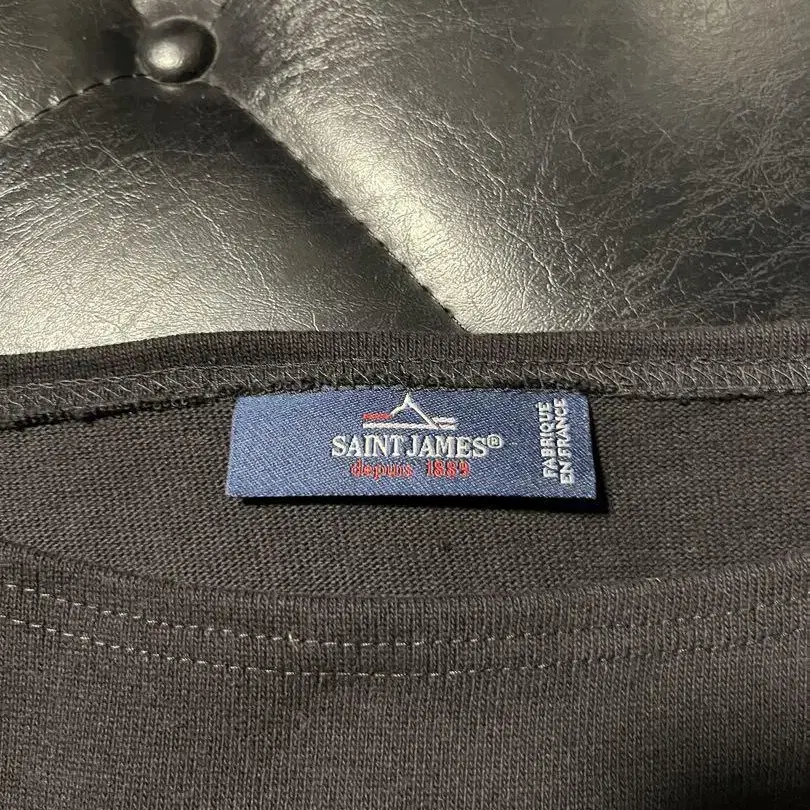 SAINT JAMES®
depuis 1889
FABRIQUÉ
EN FRANCE